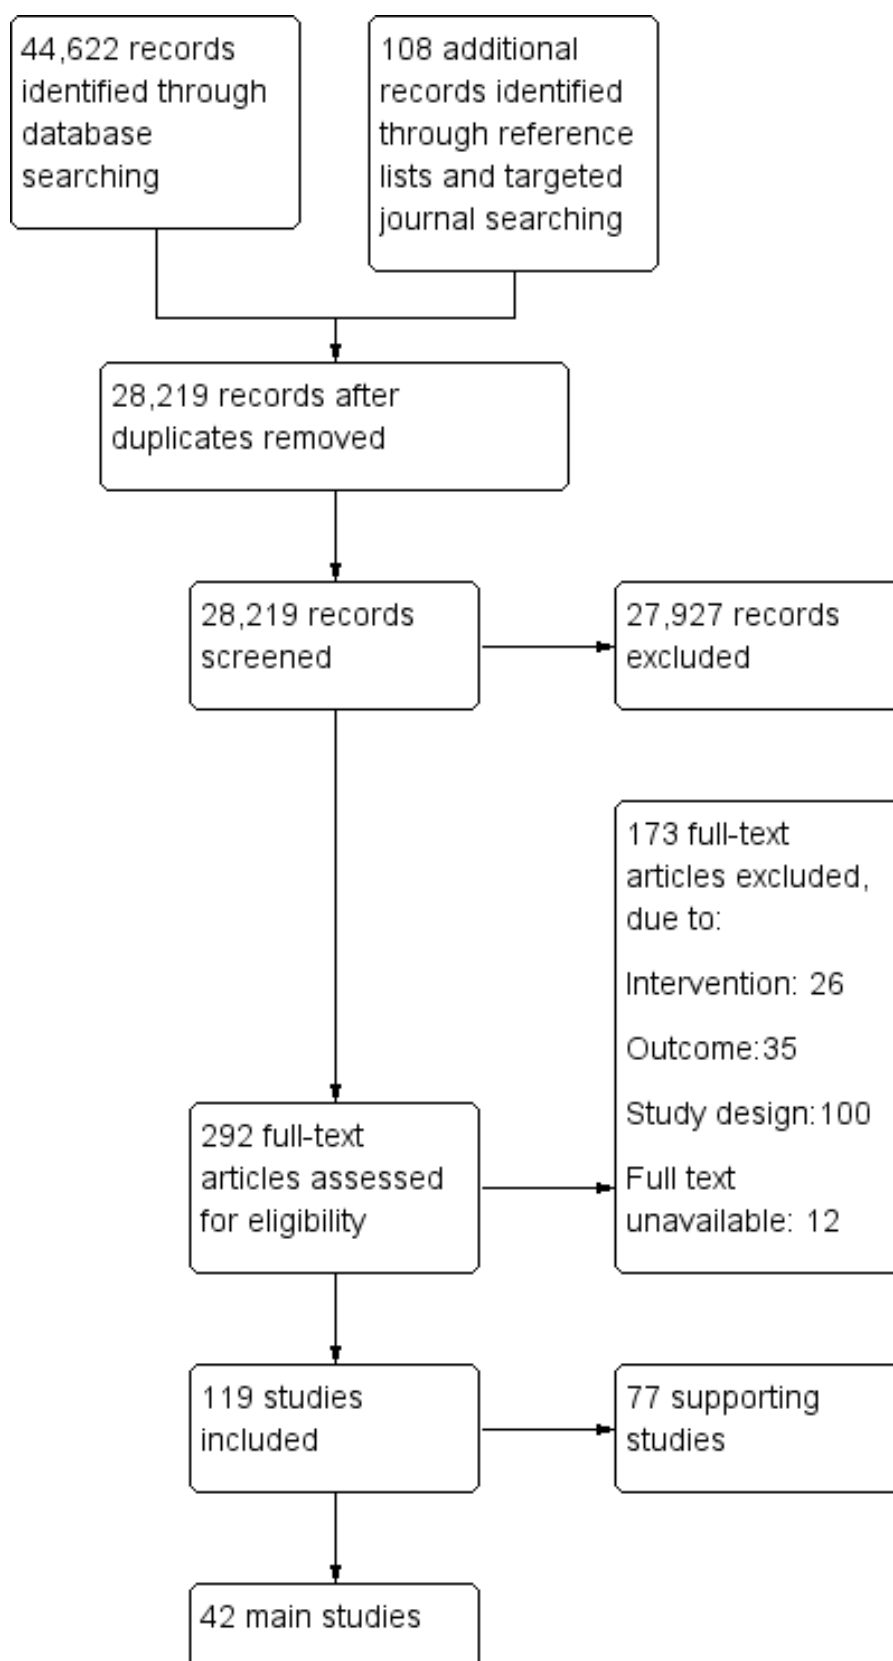 44,622 records
identified through
database
searching
108 additional
records identified
through reference
lists and targeted
journal searching
28,219 records after
duplicates removed
28,219 records
screened
27,927 records
excluded
173 full-text
articles excluded,
due to:
Intervention: 26
Outcome:35
Study design:100
Full text
unavailable: 12
292 full-text
articles assessed
for eligibility
119 studies
included
77 supporting
studies
42 main studies